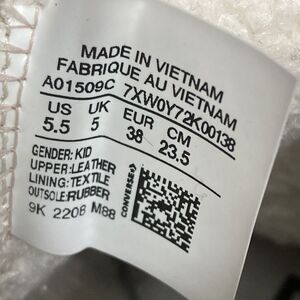 MADE IN VIETNAM
FABRIQUE AU VIETNAM
A01509C 7XW0Y72K00138
US UK EUR CM
5.5 5 38 23.5
GENDER: KID
UPPER: LEATHER
LINING: TEXTILE
OUTSOLE: RUBBER
9K 2208 M88
CONVERSE